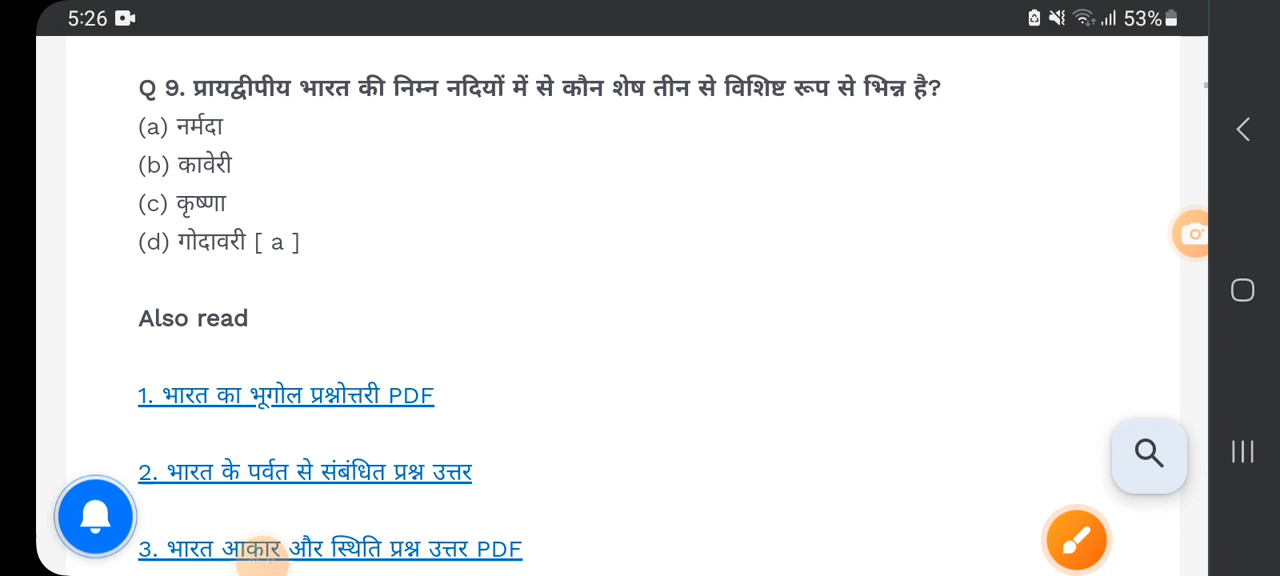 5:26
53%
Q 9. प्रायद्वीपीय भारत की निम्न नदियों में से कौन शेष तीन से विशिष्ट रूप से भिन्न है?
(a) नर्मदा
(b) कावेरी
(c) कृष्णा
(d) गोदावरी [ a ]
Also read
1. भारत का भूगोल प्रश्नोत्तरी PDF
2. भारत के पर्वत से संबंधित प्रश्न उत्तर
3. भारत आकार और स्थिति प्रश्न उत्तर PDF